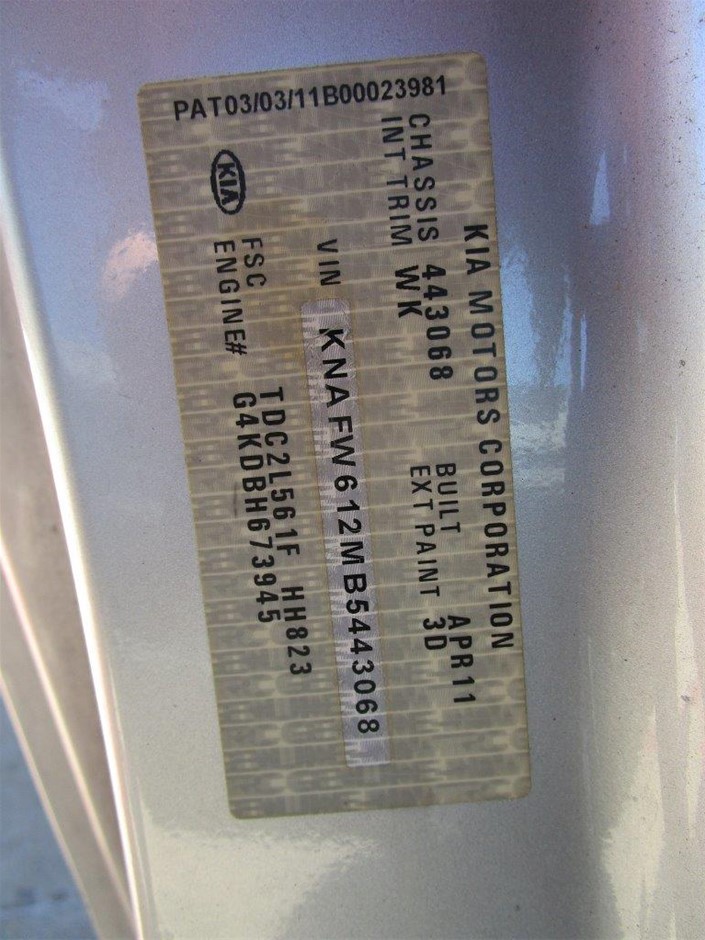 PAT03/03/11B00023981
KIA MOTORS CORPORATION
CHASSIS 443068 BUILT APR11
INT TRIM WK EXT PAINT 3D
VIN KNAFW612MB5443068
KIA
FSC TDC2L561F HH823
ENGINE# G4KDBH673945